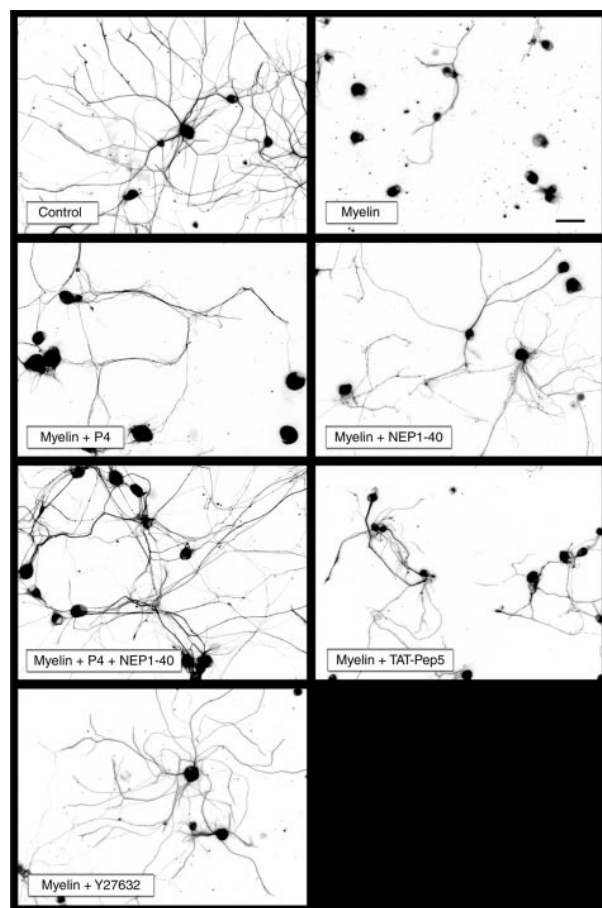 Control
Myelin
Myelin + P4
Myelin + NEP1-40
Myelin + P4 + NEP1-40
Myelin + TAT-Pep5
Myelin + Y27632